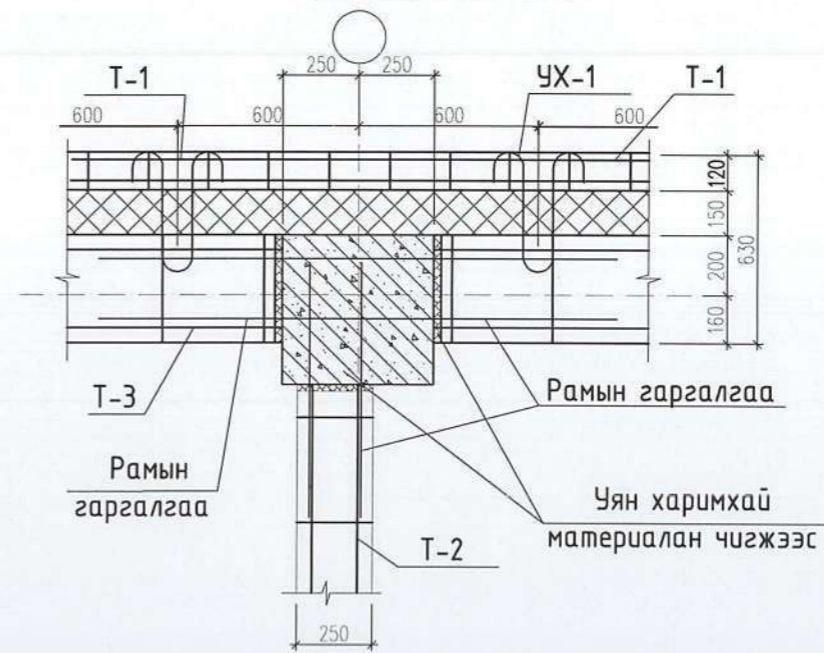 250 250
Т-1 УХ-1 Т-1
600 600 600 600
120
150
200
630
160
Т-3
Рамын гаргалгаа
Рамын
гаргалгаа
Уян харимхай
материалан чигжээс
Т-2
250